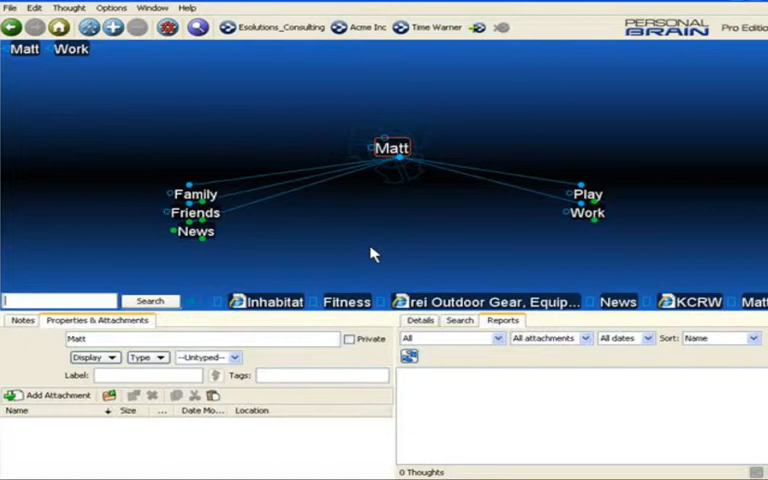 File Edit Thought Options Window Help
Esolutions_Consulting Acme Inc Time Warner PERSONAL BRAIN Pro Editio
Matt Work
Matt
Family
Friends
News
Play
Work
Search Inhabitat Fitness rei Outdoor Gear, Equip... News KCRW Matt
Notes Properties & Attachments
Matt Private
Display Type --Untyped--
Label: Tags:
Add Attachment
Name Size ... Date Mo... Location
Details Search Reports
All All attachments All dates Sort: Name
0 Thoughts